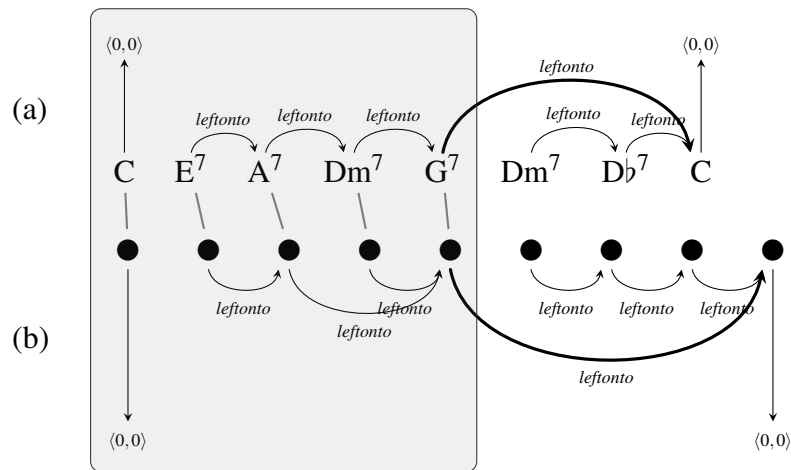 ⟨0,0⟩ ⟨0,0⟩
leftonto
(a) leftonto leftonto leftonto leftonto leftonto
C E⁷ A⁷ Dm⁷ G⁷ Dm⁷ D♭⁷ C
leftonto leftonto leftonto leftonto leftonto
(b) leftonto
leftonto
⟨0,0⟩ ⟨0,0⟩